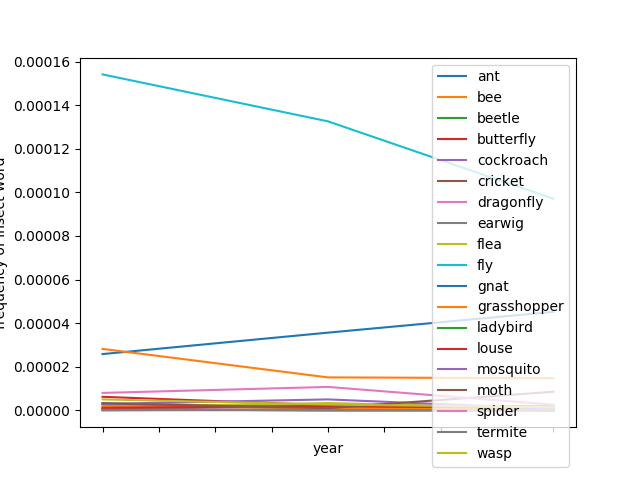 0.00016
0.00014
0.00012
0.00010
0.00008
0.00006
0.00004
0.00002
0.00000
frequency of insect word
year
ant
bee
beetle
butterfly
cockroach
cricket
dragonfly
earwig
flea
fly
gnat
grasshopper
ladybird
louse
mosquito
moth
spider
termite
wasp